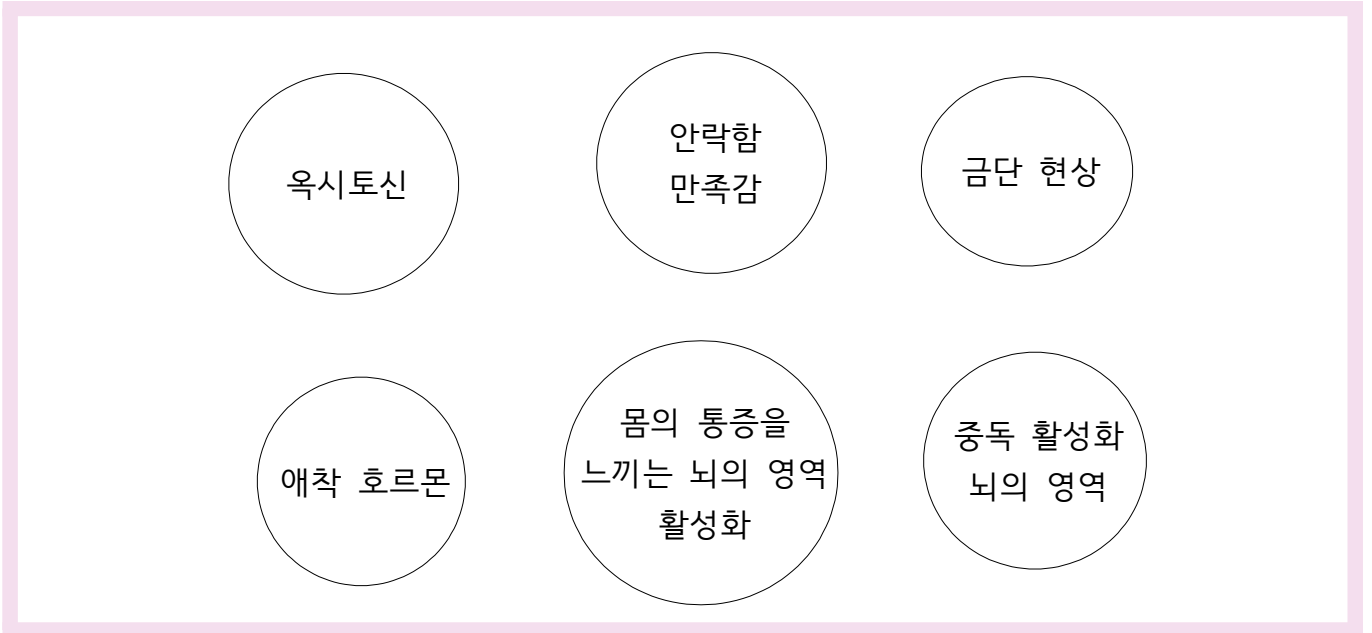 옥시토신
안락함
만족감
금단 현상
애착 호르몬
몸의 통증을
느끼는 뇌의 영역
활성화
중독 활성화
뇌의 영역